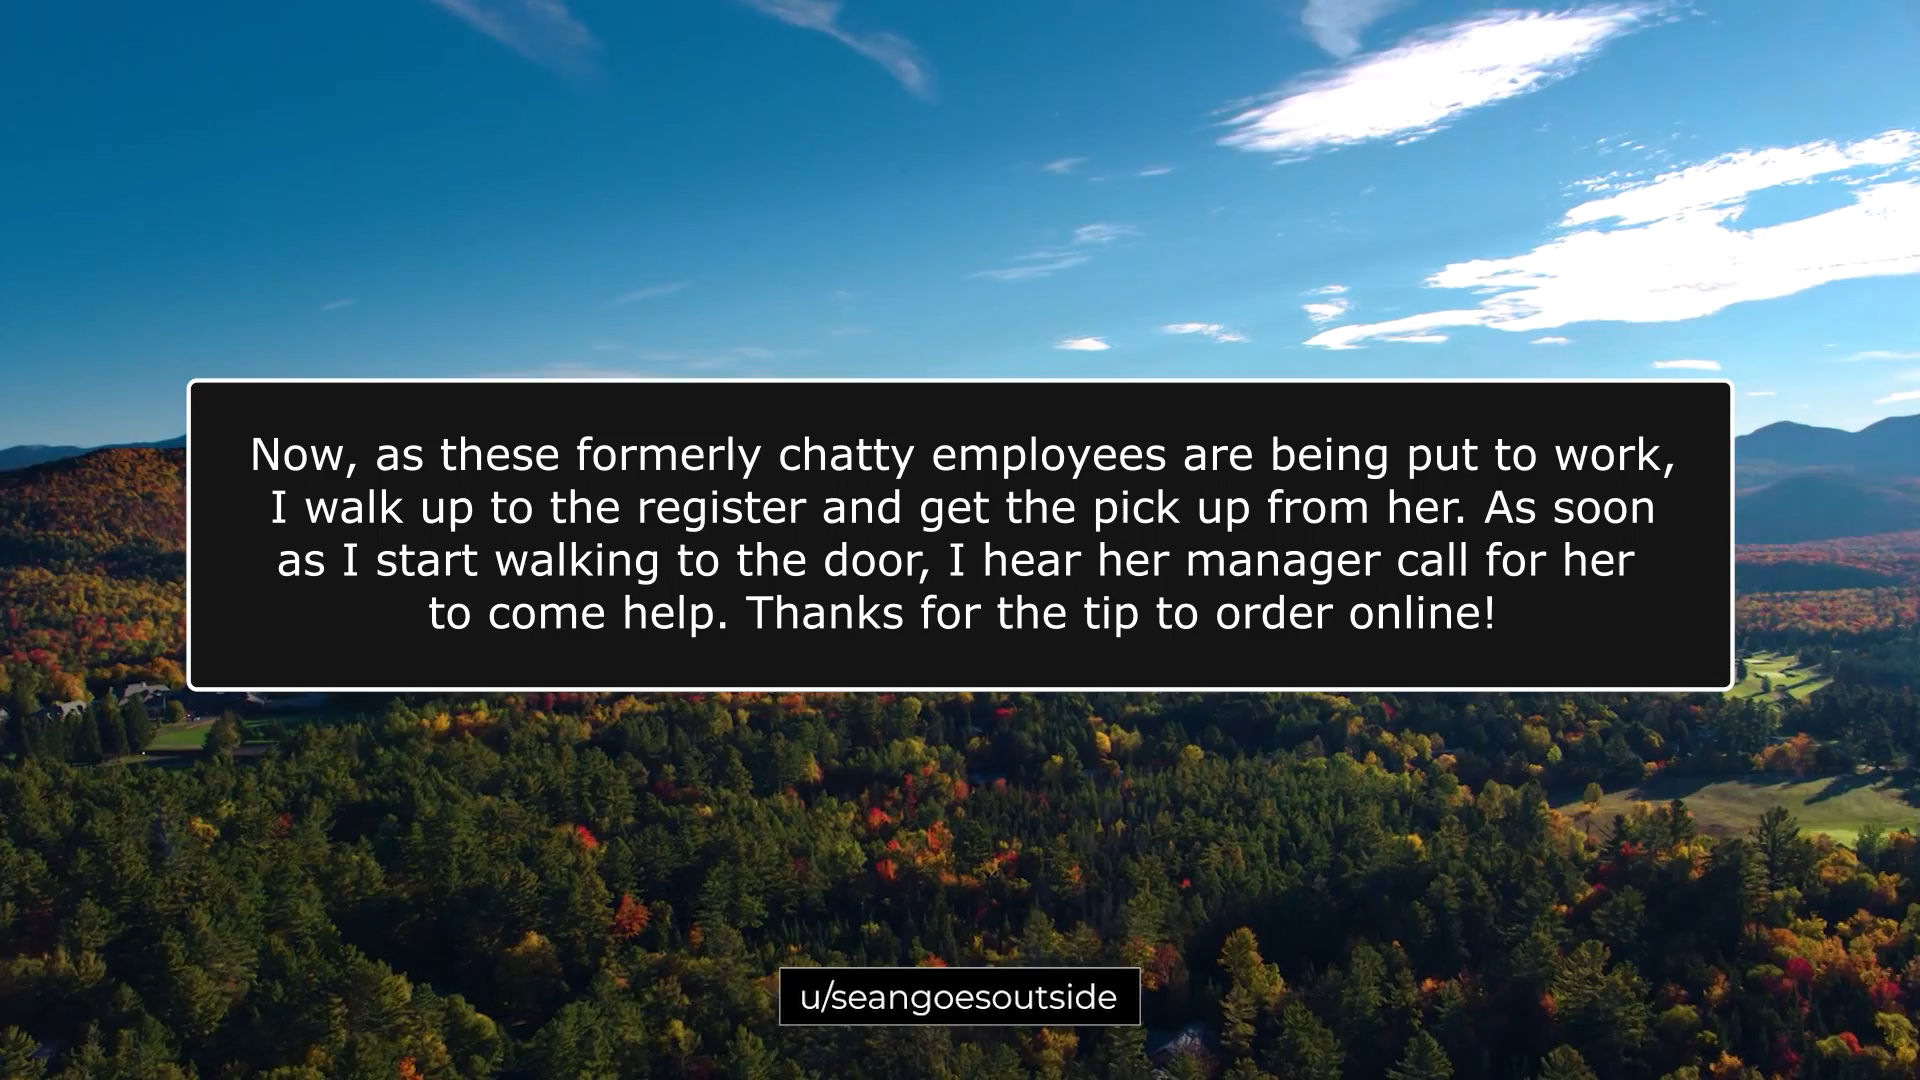 Now, as these formerly chatty employees are being put to work,
I walk up to the register and get the pick up from her. As soon
as I start walking to the door, I hear her manager call for her
to come help. Thanks for the tip to order online!
u/seangoesoutside